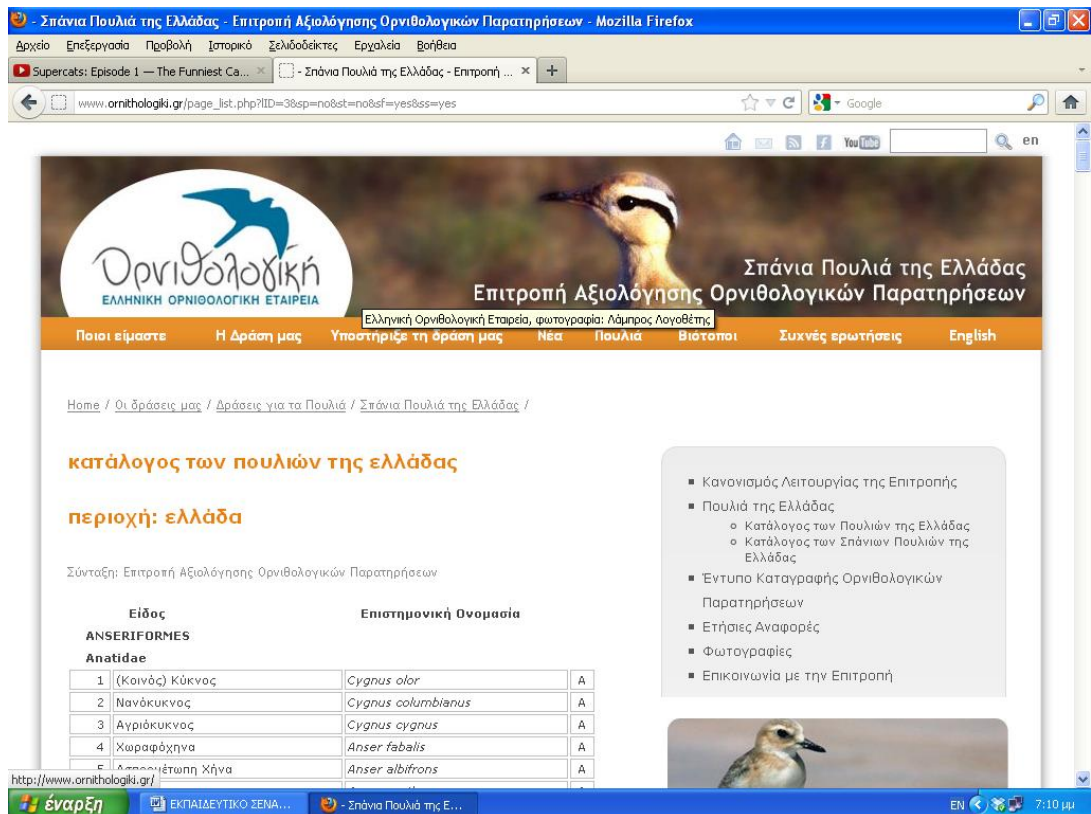 - Σπάνια Πουλιά της Ελλάδας - Επιτροπή Αξιολόγησης Ορνιθολογικών Παρατηρήσεων - Mozilla Firefox
Αρχείο Επεξεργασία Προβολή Ιστορικό Σελιδοδείκτες Εργαλεία Βοήθεια
Supercats: Episode 1 — The Funniest Ca... - Σπάνια Πουλιά της Ελλάδας - Επιτροπή ...
www.ornithologiki.gr/page_list.php?lID=3&sp=no&st=no&sf=yes&ss=yes
Google
You Tube
en
Ορνιθολογική
ΕΛΛΗΝΙΚΗ ΟΡΝΙΘΟΛΟΓΙΚΗ ΕΤΑΙΡΕΙΑ
Σπάνια Πουλιά της Ελλάδας
Επιτροπή Αξιολόγησης Ορνιθολογικών Παρατηρήσεων
Ελληνική Ορνιθολογική Εταιρεία, φωτογραφία: Λάμπρος Λογοθέτης
Ποιοι είμαστε Η Δράση μας Υποστήριξε τη δράση μας Νέα Πουλιά Βιότοποι Συχνές ερωτήσεις English
Home / Οι δράσεις μας / Δράσεις για τα Πουλιά / Σπάνια Πουλιά της Ελλάδας /
κατάλογος των πουλιών της ελλάδας
περιοχή: ελλάδα
Σύνταξη: Επιτροπή Αξιολόγησης Ορνιθολογικών Παρατηρήσεων
Είδος Επιστημονική Ονομασία
ANSERIFORMES
Anatidae
1 (Κοινός) Κύκνος Cygnus olor A
2 Νανόκυκνος Cygnus columbianus A
3 Αγριόκυκνος Cygnus cygnus A
4 Χωραφόχηνα Anser fabalis A
5 Ασπρομέτωπη Χήνα Anser albifrons A
Κανονισμός Λειτουργίας της Επιτροπής
Πουλιά της Ελλάδας
Κατάλογος των Πουλιών της Ελλάδας
Κατάλογος των Σπάνιων Πουλιών της
Ελλάδας
Έντυπο Καταγραφής Ορνιθολογικών
Παρατηρήσεων
Ετήσιες Αναφορές
Φωτογραφίες
Επικοινωνία με την Επιτροπή
http://www.ornithologiki.gr/
έναρξη ΕΚΠΑΙΔΕΥΤΙΚΟ ΣΕΝΑ... - Σπάνια Πουλιά της Ε... EN 7:10 μμ